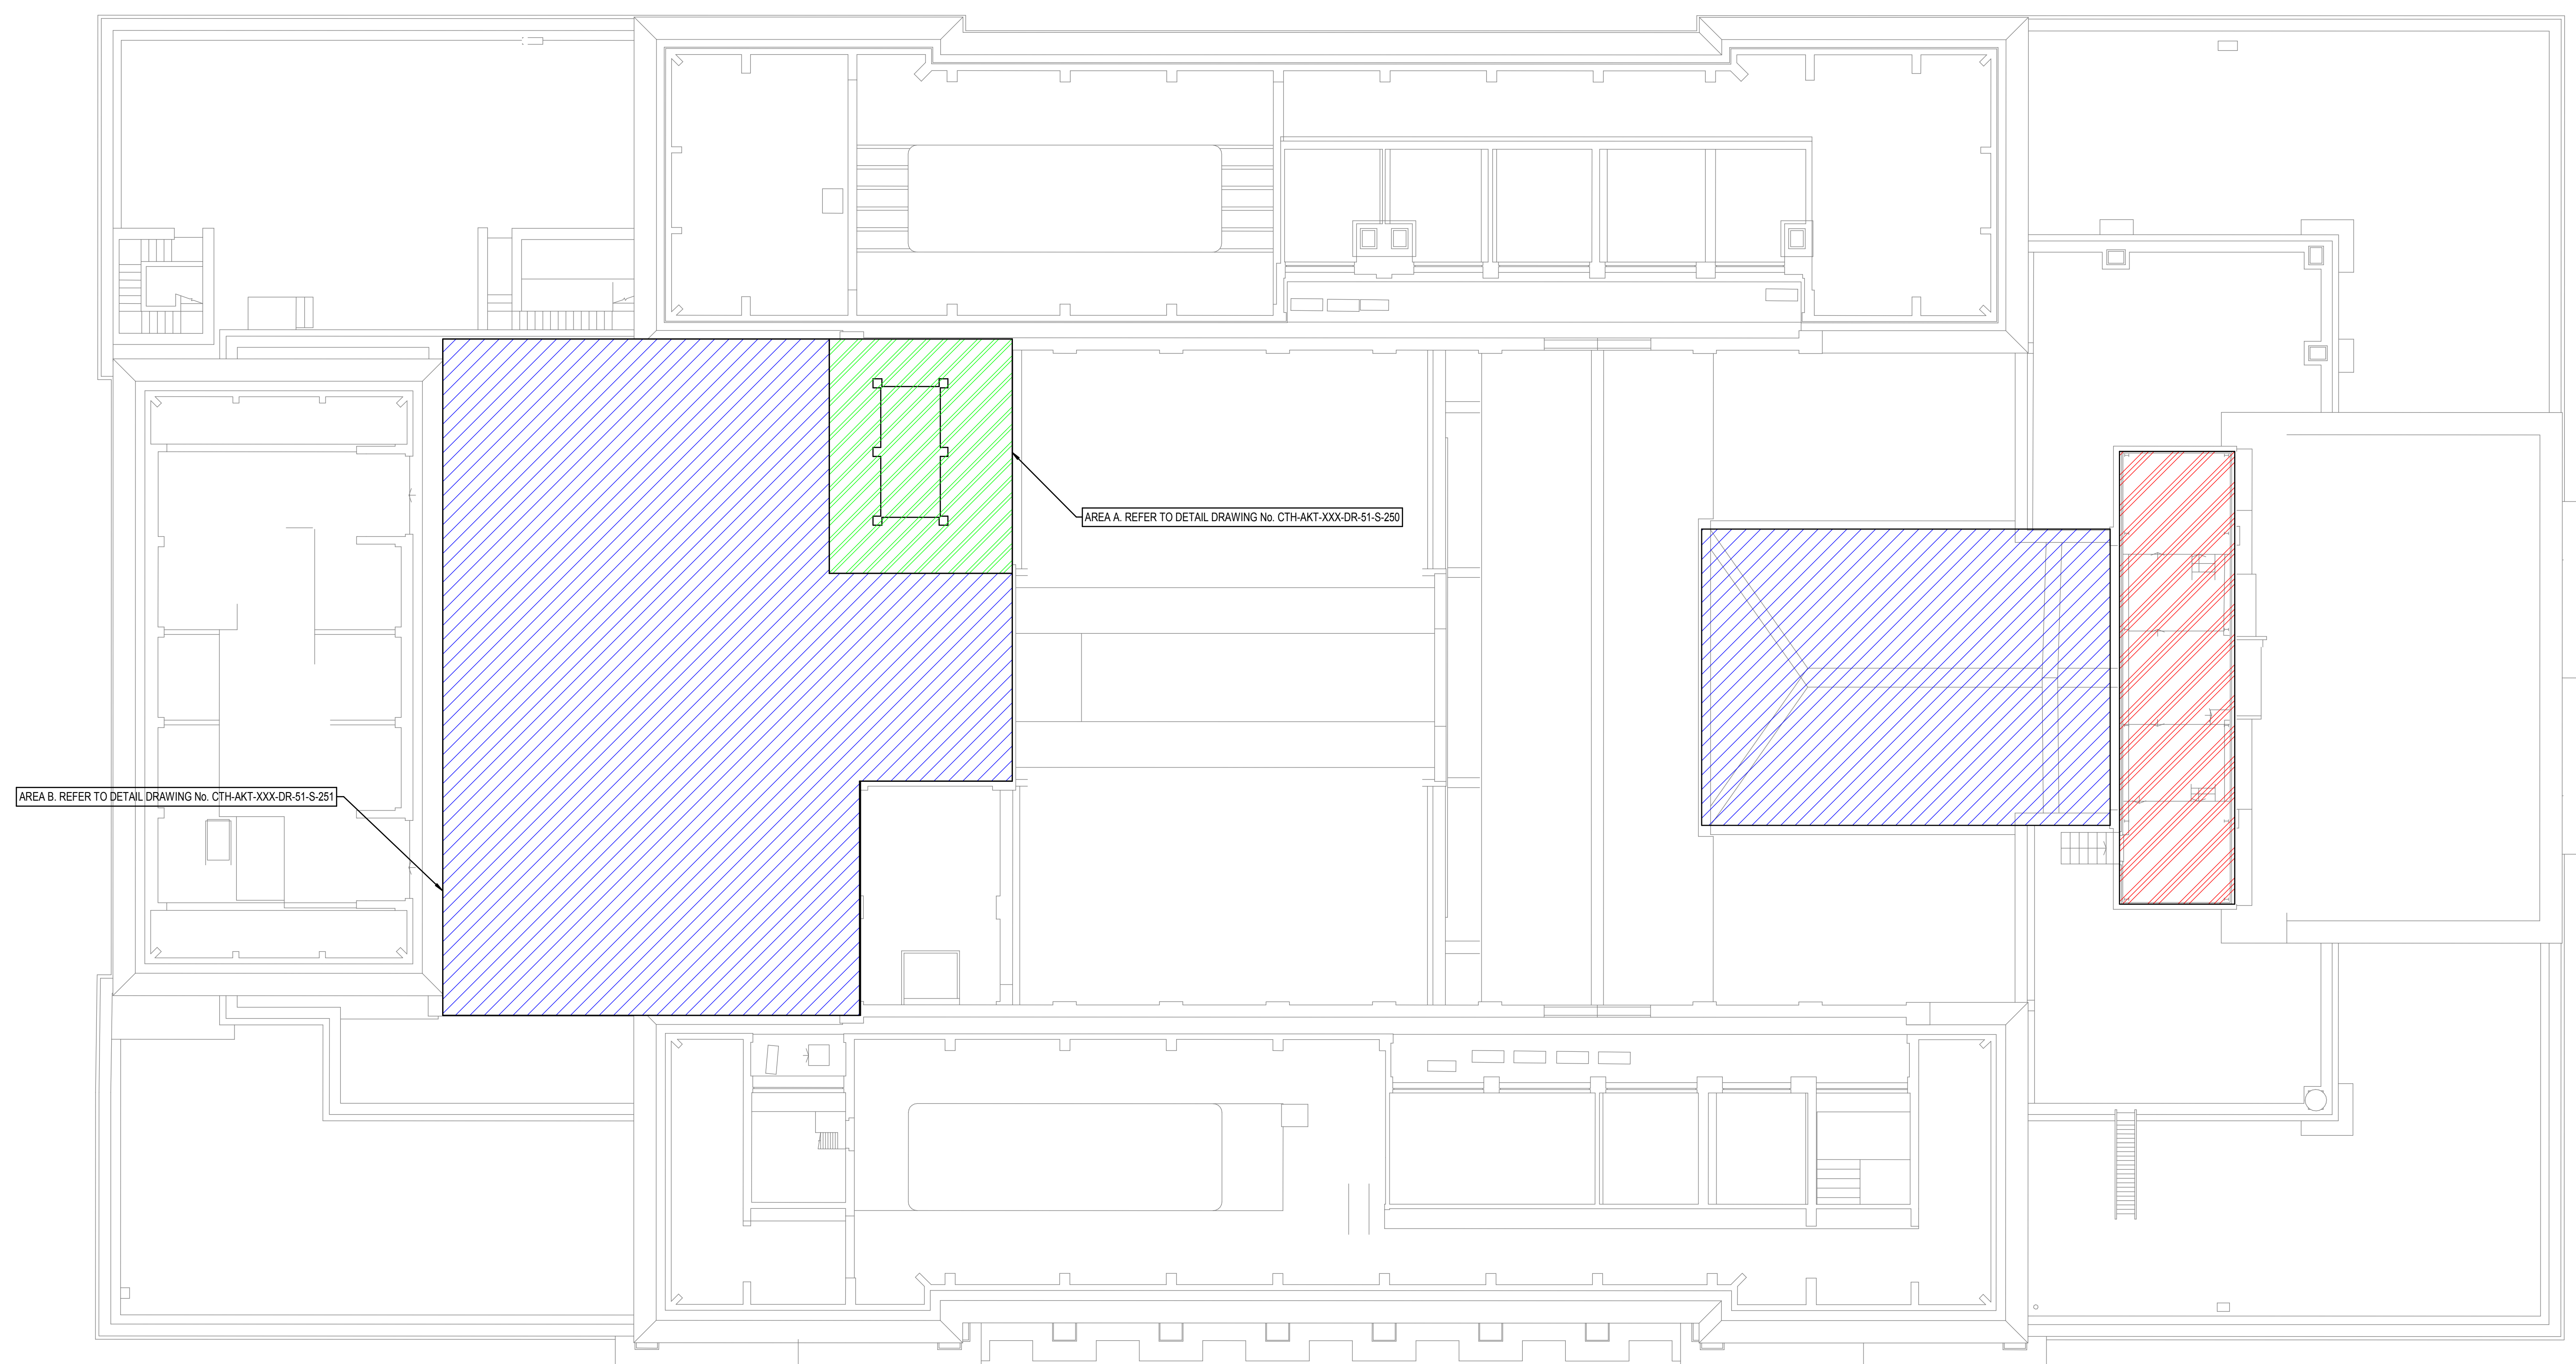 AREA A. REFER TO DETAIL DRAWING No. CTH-AKT-XXX-DR-51-S-250
AREA B. REFER TO DETAIL DRAWING No. CTH-AKT-XXX-DR-51-S-251